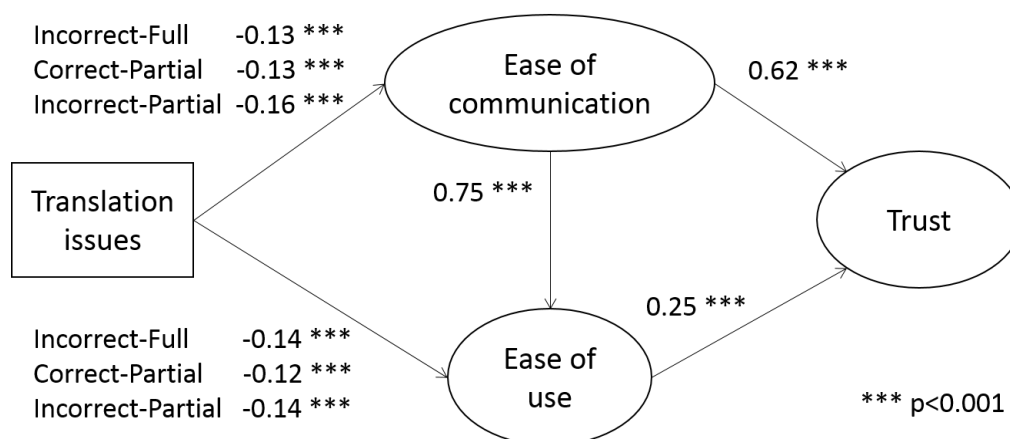 Incorrect-Full -0.13 ***
Correct-Partial -0.13 ***
Incorrect-Partial -0.16 ***
Ease of
communication
0.62 ***
Translation
issues
0.75 ***
Trust
Incorrect-Full -0.14 ***
Correct-Partial -0.12 ***
Incorrect-Partial -0.14 ***
Ease of
use
0.25 ***
*** p<0.001